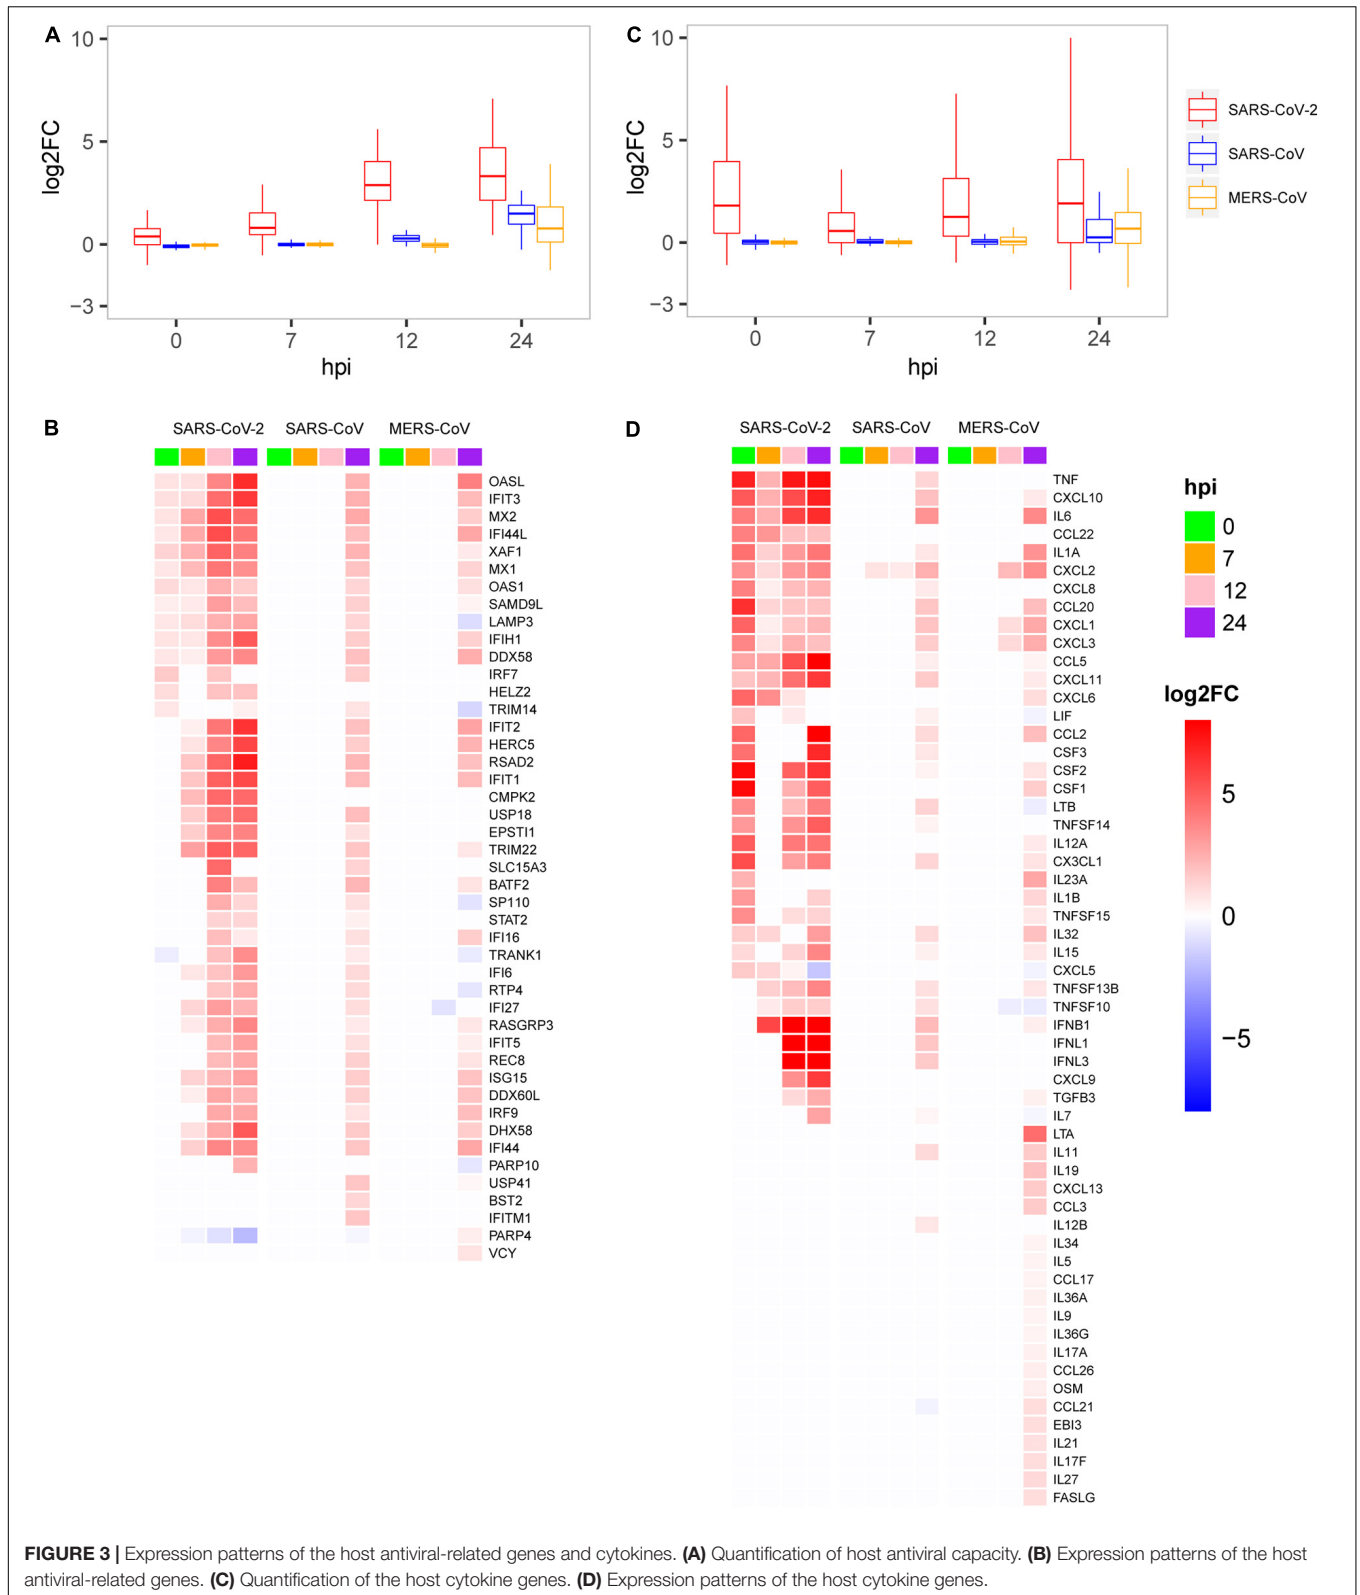 A
10
5
0
−3
log2FC
0 7 12 24
hpi
C
10
5
0
−3
log2FC
0 7 12 24
hpi
SARS-CoV-2
SARS-CoV
MERS-CoV
B
SARS-CoV-2 SARS-CoV MERS-CoV
OASL
IFIT3
MX2
IFI44L
XAF1
MX1
OAS1
SAMD9L
LAMP3
IFIH1
DDX58
IRF7
HELZ2
TRIM14
IFIT2
HERC5
RSAD2
IFIT1
CMPK2
USP18
EPSTI1
TRIM22
SLC15A3
BATF2
SP110
STAT2
IFI16
TRANK1
IFI6
RTP4
IFI27
RASGRP3
IFIT5
REC8
ISG15
DDX60L
IRF9
DHX58
IFI44
PARP10
USP41
BST2
IFITM1
PARP4
VCY
D
SARS-CoV-2 SARS-CoV MERS-CoV
TNF
CXCL10
IL6
CCL22
IL1A
CXCL2
CXCL8
CCL20
CXCL1
CXCL3
CCL5
CXCL11
CXCL6
LIF
CCL2
CSF3
CSF2
CSF1
LTB
TNFSF14
IL12A
CX3CL1
IL23A
IL1B
TNFSF15
IL32
IL15
CXCL5
TNFSF13B
TNFSF10
IFNB1
IFNL1
IFNL3
CXCL9
TGFB3
IL7
LTA
IL11
IL19
CXCL13
CCL3
IL12B
IL34
IL5
CCL17
IL36A
IL9
IL36G
IL17A
CCL26
OSM
CCL21
EBI3
IL21
IL17F
IL27
FASLG
hpi
0
7
12
24
log2FC
5
0
−5
FIGURE 3 | Expression patterns of the host antiviral-related genes and cytokines. (A) Quantification of host antiviral capacity. (B) Expression patterns of the host
antiviral-related genes. (C) Quantification of the host cytokine genes. (D) Expression patterns of the host cytokine genes.